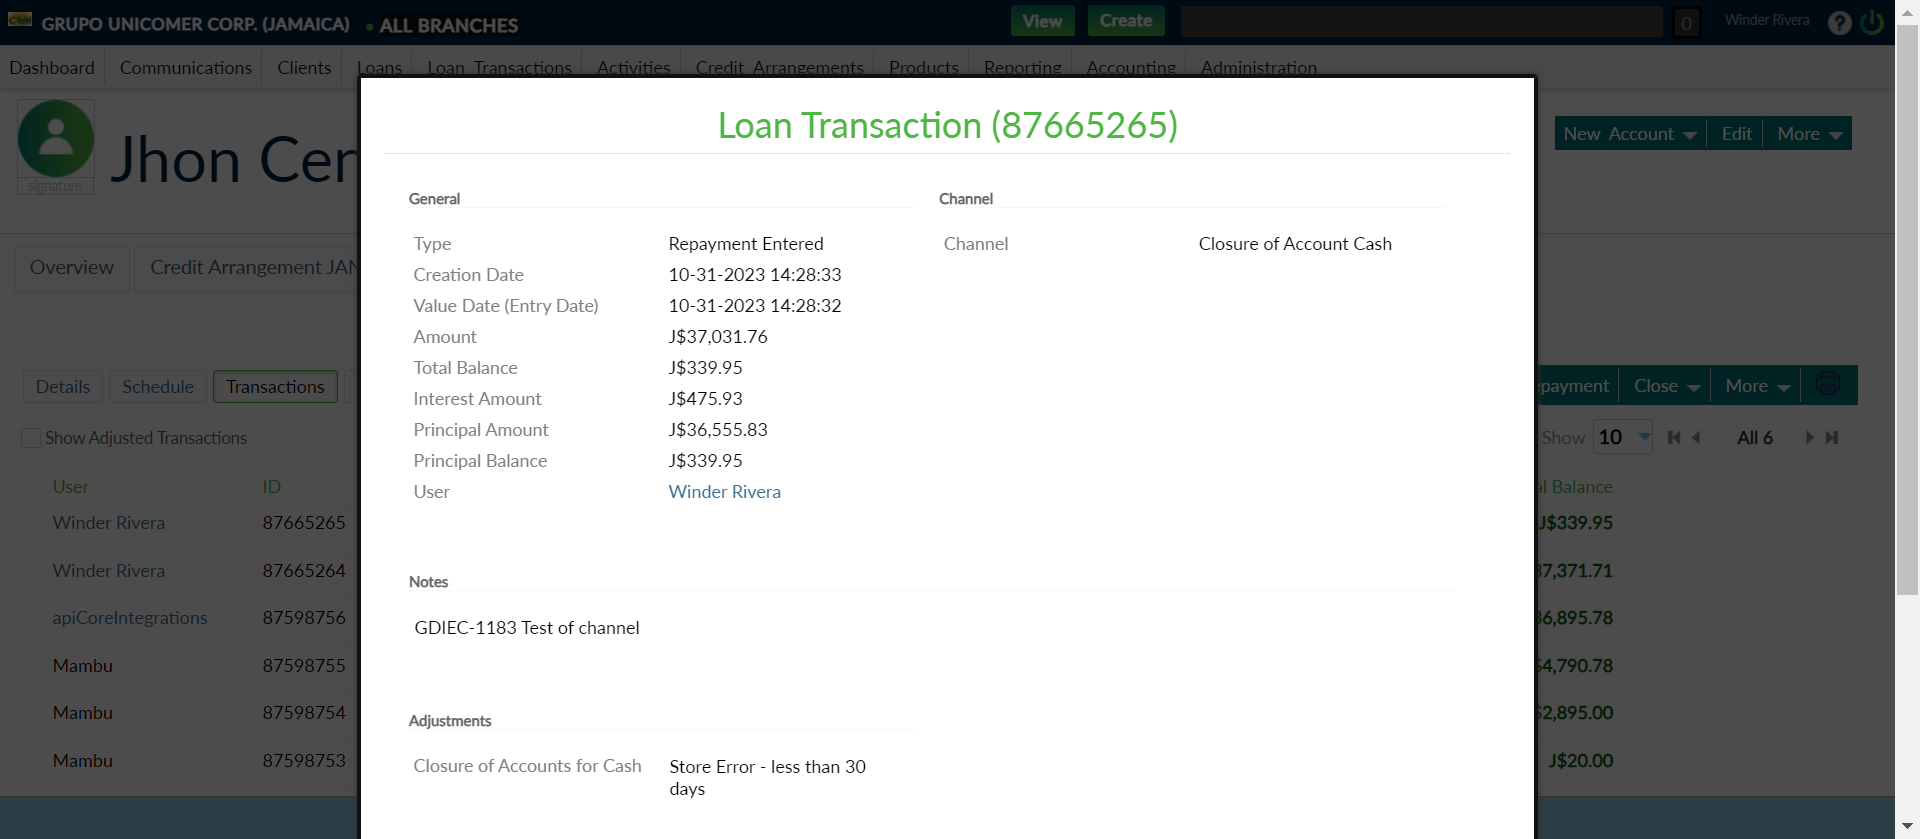 GRUPO UNICOMER CORP. (JAMAICA) • ALL BRANCHES View Create 0 Winder Rivera ?
Dashboard Communications Clients Loans Loan Transactions Activities Credit Arrangements Products Reporting Accounting Administration
signature
Jhon Cen
New Account Edit More
Overview Credit Arrangement JAN
Details Schedule Transactions
payment Close More
Show Adjusted Transactions
Show 10 All 6
User ID
al Balance
Winder Rivera 87665265 J$339.95
Winder Rivera 87665264 7,371.71
apiCoreIntegrations 87598756 6,895.78
Mambu 87598755 4,790.78
Mambu 87598754 2,895.00
Mambu 87598753 J$20.00
Loan Transaction (87665265)
General
Type Repayment Entered
Creation Date 10-31-2023 14:28:33
Value Date (Entry Date) 10-31-2023 14:28:32
Amount J$37,031.76
Total Balance J$339.95
Interest Amount J$475.93
Principal Amount J$36,555.83
Principal Balance J$339.95
User Winder Rivera
Channel
Channel Closure of Account Cash
Notes
GDIEC-1183 Test of channel
Adjustments
Closure of Accounts for Cash Store Error - less than 30
days